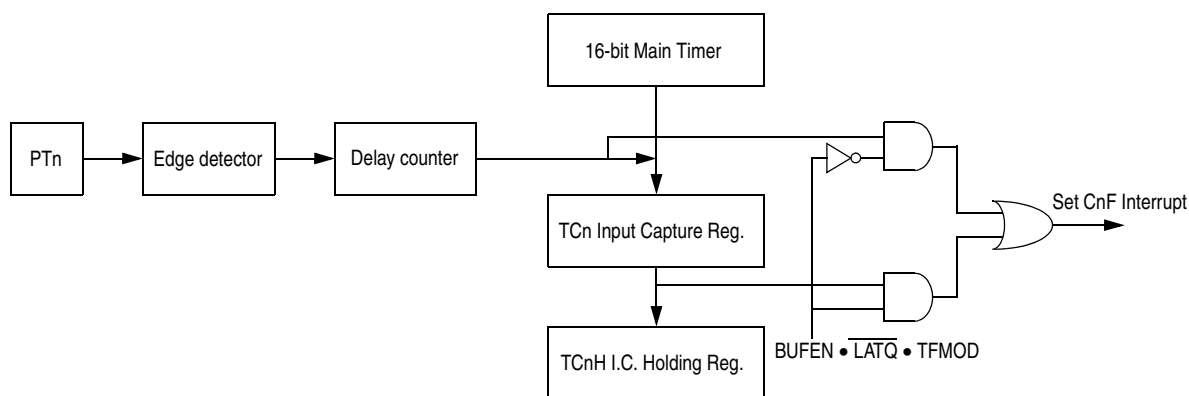 16-bit Main Timer
PTn
Edge detector
Delay counter
TCn Input Capture Reg.
Set CnF Interrupt
TCnH I.C. Holding Reg.
BUFEN • L̅A̅T̅Q̅ • TFMOD